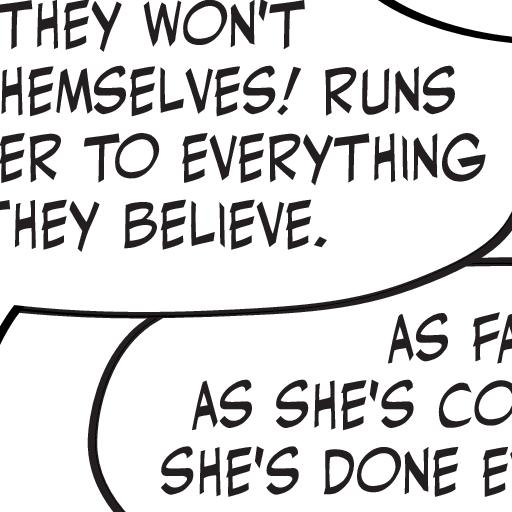 THEY WON'T
HEMSELVES! RUNS
ER TO EVERYTHING
THEY BELIEVE.
AS FA
AS SHE'S CO
SHE'S DONE E